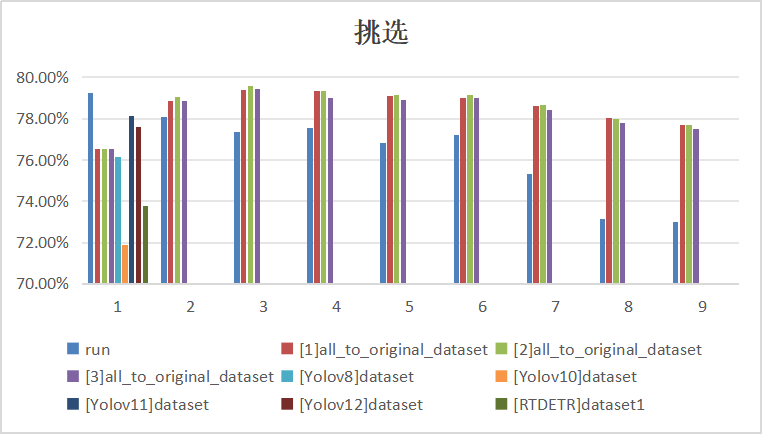 挑选
80.00%
78.00%
76.00%
74.00%
72.00%
70.00%
1 2 3 4 5 6 7 8 9
run [1]all_to_original_dataset [2]all_to_original_dataset
[3]all_to_original_dataset [Yolov8]dataset [Yolov10]dataset
[Yolov11]dataset [Yolov12]dataset [RTDETR]dataset1